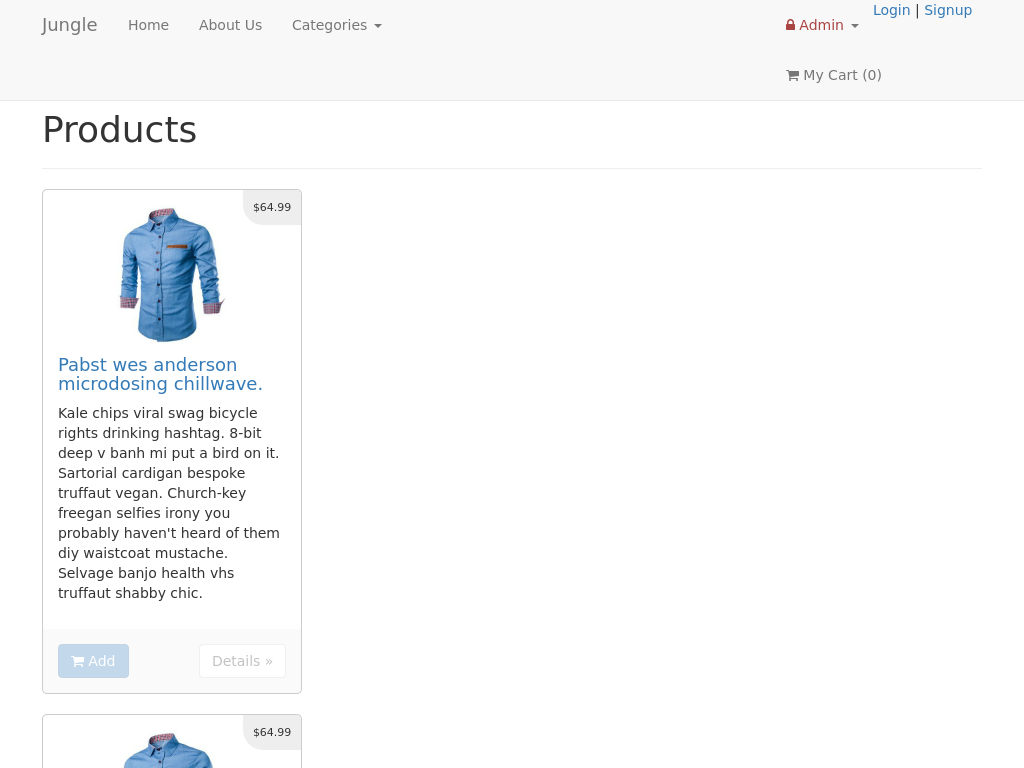 Jungle Home About Us Categories Admin Login | Signup
My Cart (0)
Products
$64.99
Pabst wes anderson
microdosing chillwave.
Kale chips viral swag bicycle
rights drinking hashtag. 8-bit
deep v banh mi put a bird on it.
Sartorial cardigan bespoke
truffaut vegan. Church-key
freegan selfies irony you
probably haven't heard of them
diy waistcoat mustache.
Selvage banjo health vhs
truffaut shabby chic.
Add Details »
$64.99